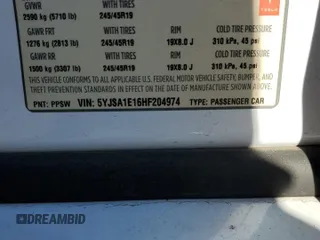 GVWR WITH TIRES TESLA
2590 kg (5710 lb) 245/45R19
GAWR FRT WITH TIRES RIM COLD TIRE PRESSURE
1276 kg (2813 lb) 245/45R19 19X8.0 J 310 kPa, 45 psi
GAWR RR WITH TIRES RIM COLD TIRE PRESSURE
1500 kg (3307 lb) 245/45R19 19X8.0 J 310 kPa, 45 psi
THIS VEHICLE CONFORMS TO ALL APPLICABLE U.S. FEDERAL MOTOR VEHICLE SAFETY, BUMPER, AND
THEFT PREVENTION STANDARDS IN EFFECT ON THE DATE OF MANUFACTURE SHOWN ABOVE.
PNT: PPSW VIN: 5YJSA1E16HF204974 TYPE: PASSENGER CAR
DREAMBID